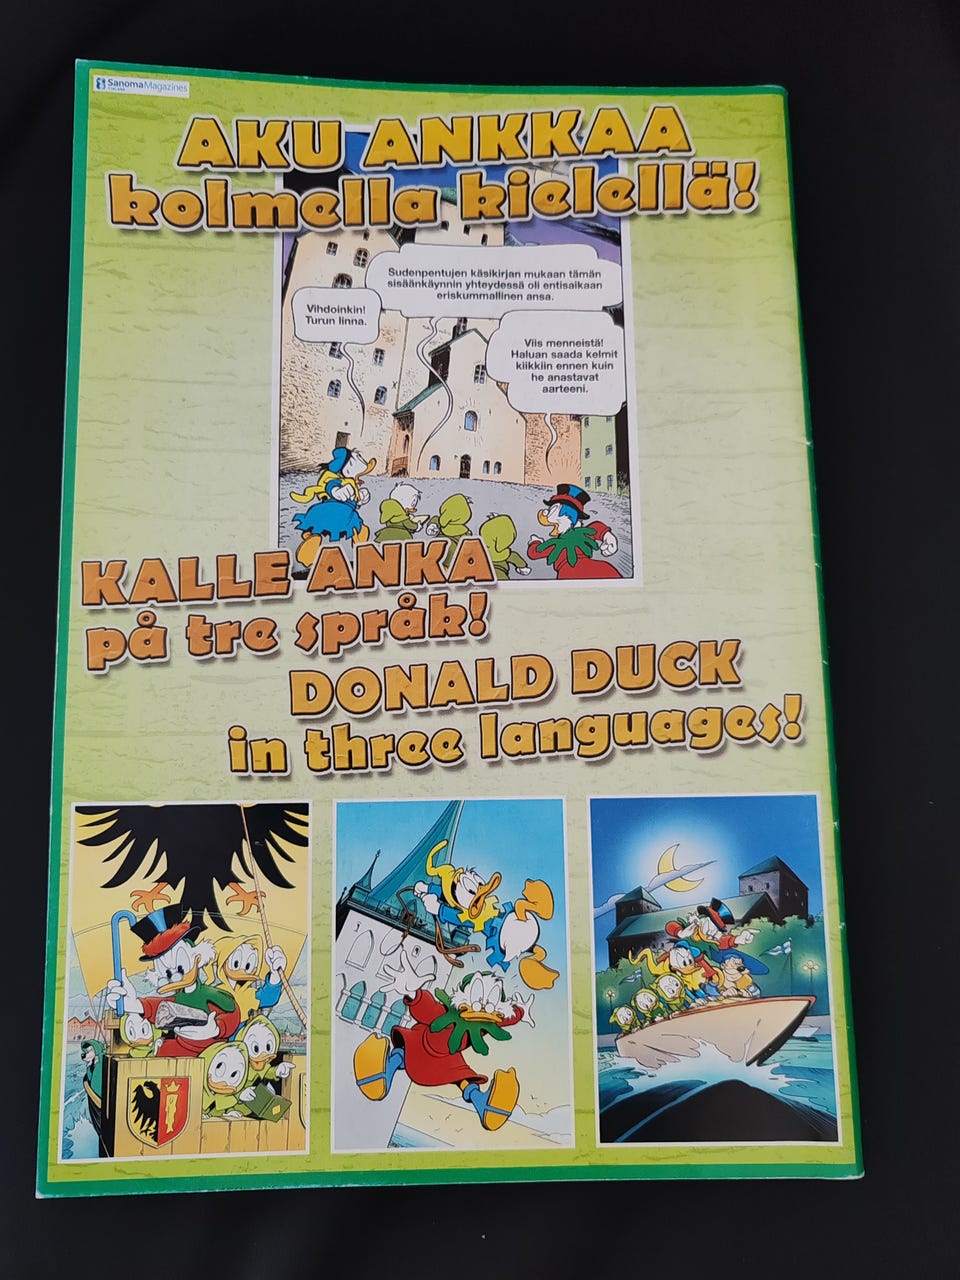 SanomaMagazines
FINLAND
AKU ANKKAA
kolmella kielellä!
Sudenpentujen käsikirjan mukaan tämän
sisäänkäynnin yhteydessä oli entisaikaan
eriskummallinen ansa.
Vihdoinkin!
Turun linna.
Viis menneistä!
Haluan saada kelmit
kiikkiin ennen kuin
he anastavat
aarteeni.
KALLE ANKA
på tre språk!
DONALD DUCK
in three languages!